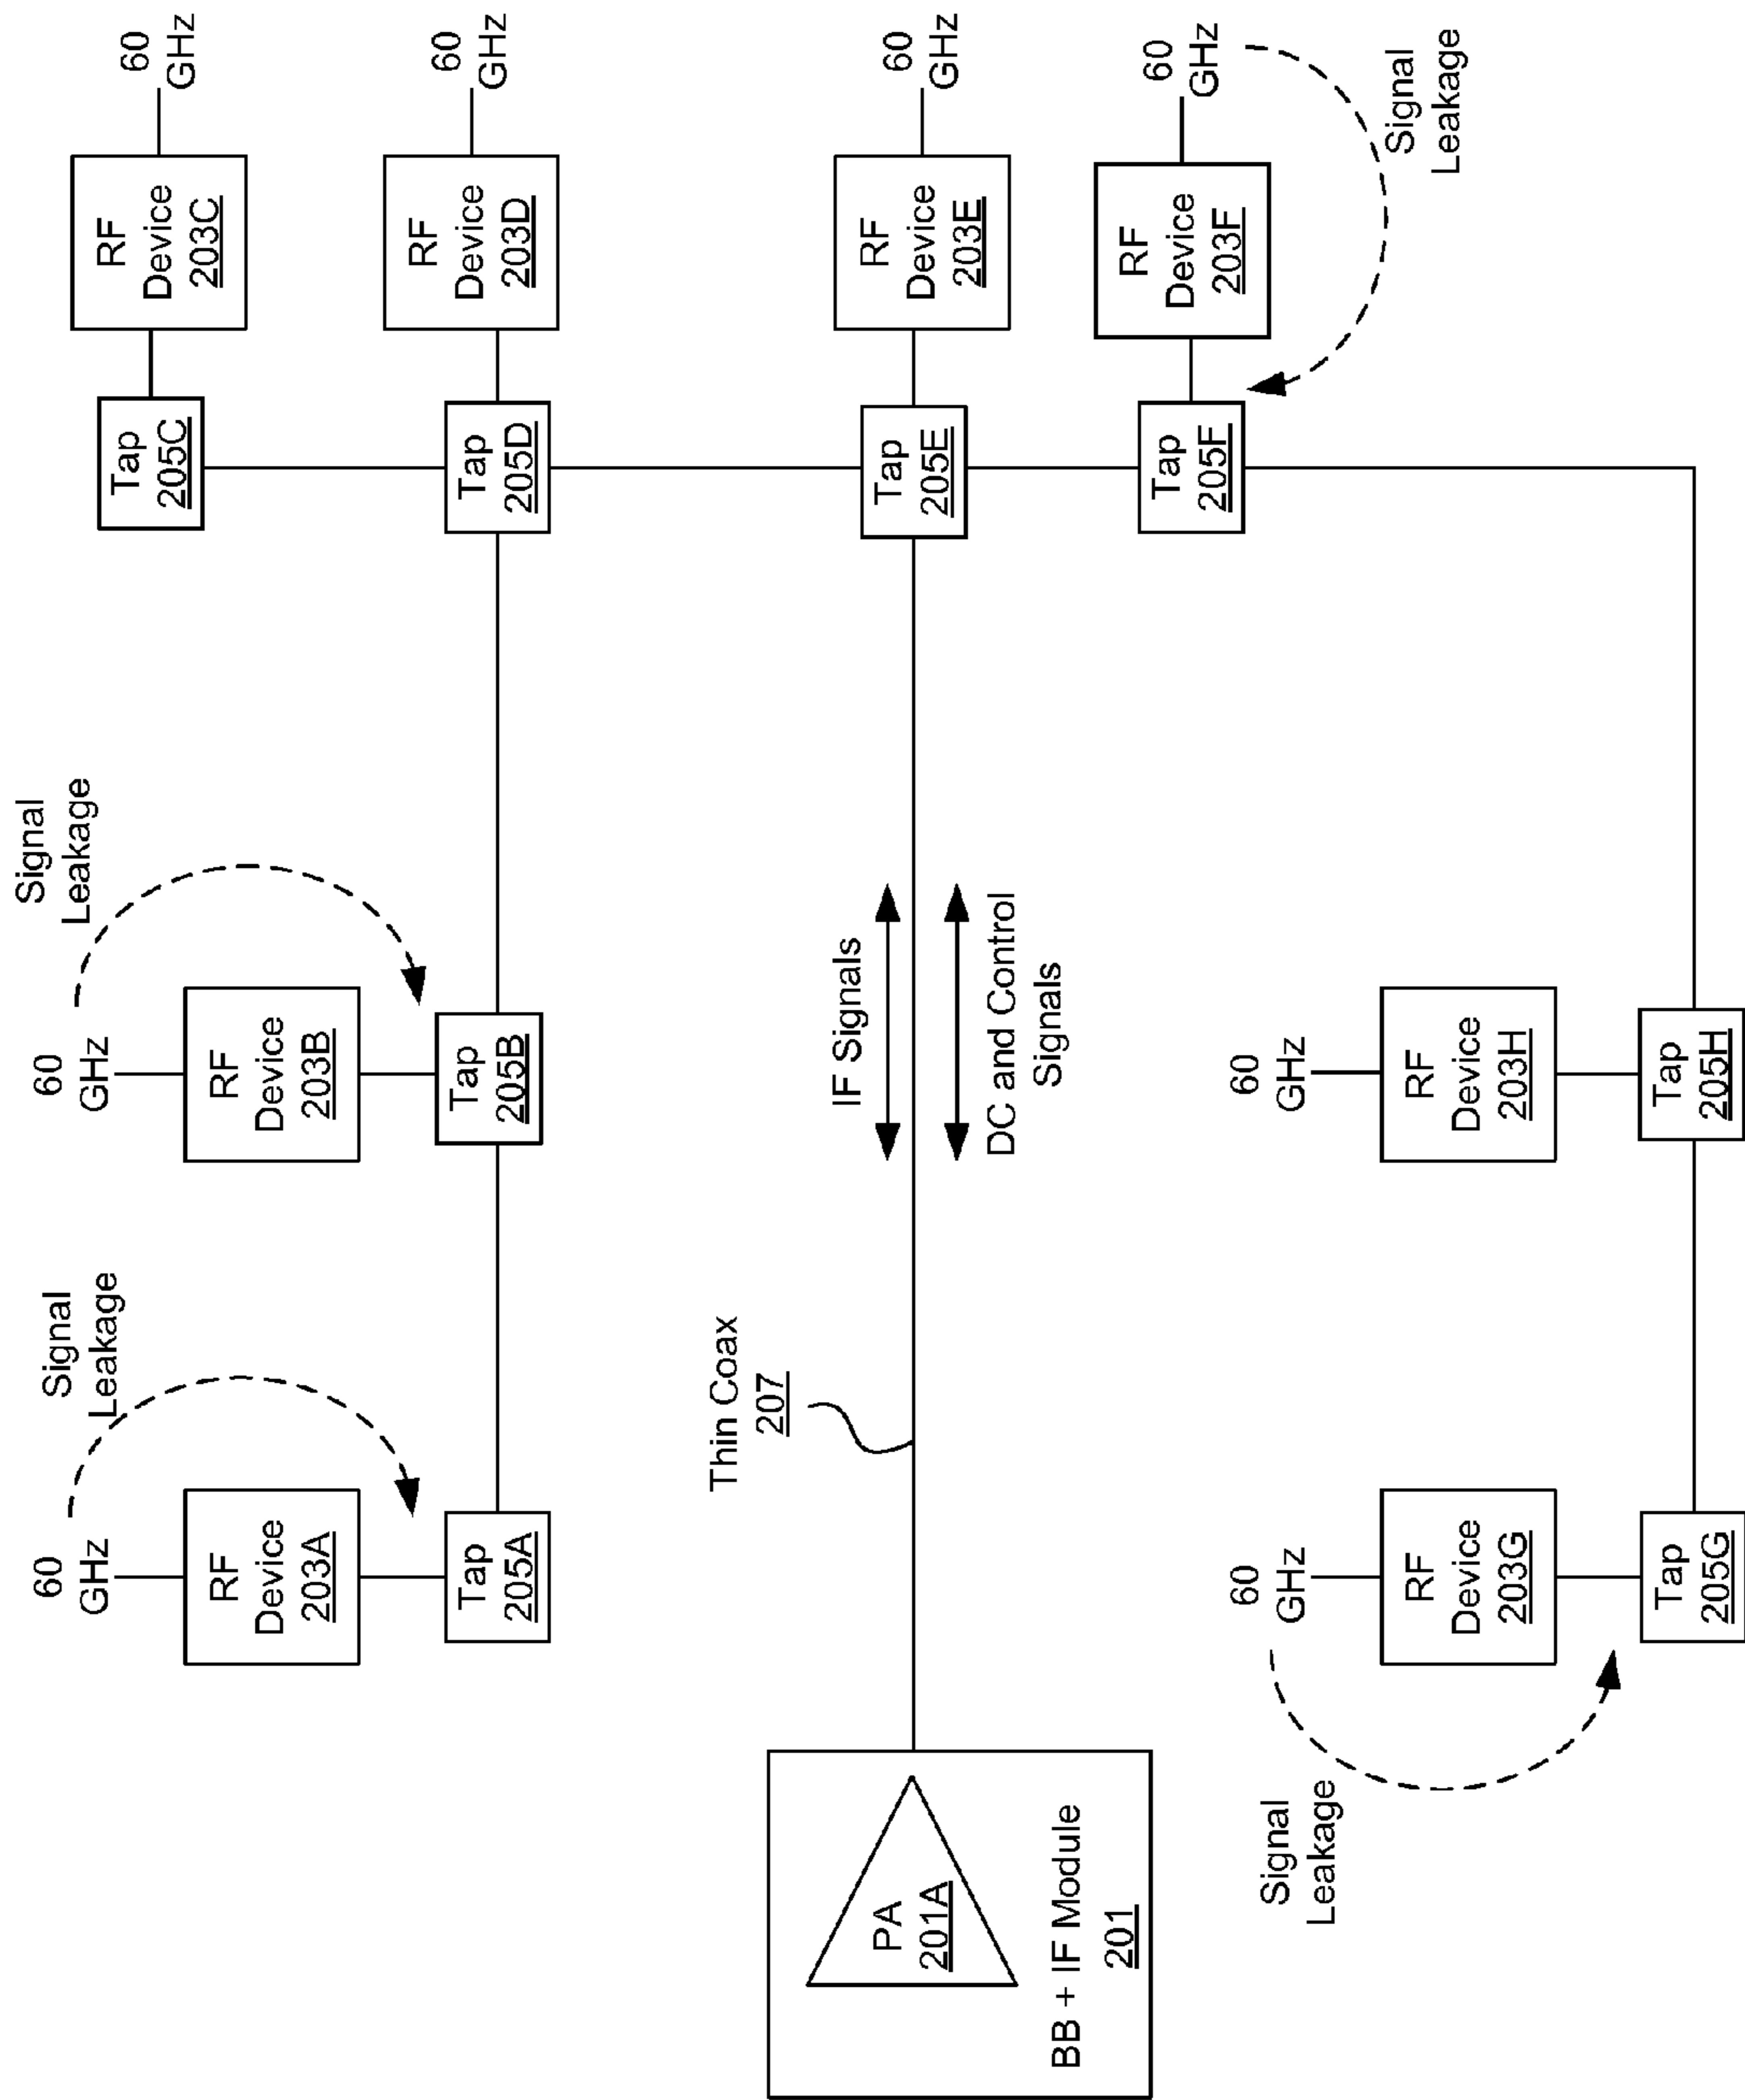 60
GHz
RF
Device
203C
Tap
205C
60
GHz
RF
Device
203D
Tap
205D
60
GHz
RF
Device
203E
Tap
205E
60
GHz
RF
Device
203F
Tap
205F
Signal
Leakage
Signal
Leakage
60
GHz
RF
Device
203B
Tap
205B
Signal
Leakage
60
GHz
RF
Device
203A
Tap
205A
IF Signals
DC and Control
Signals
Thin Coax
207
PA
201A
BB + IF Module
201
60
GHz
RF
Device
203H
Tap
205H
60
GHz
RF
Device
203G
Tap
205G
Signal
Leakage